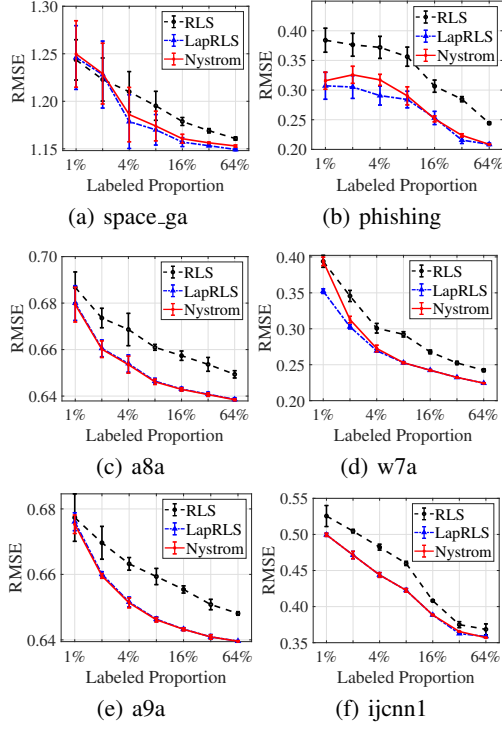 1.30
1.25
1.20
1.15
RMSE
RLS
LapRLS
Nystrom
1% 4% 16% 64%
Labeled Proportion
(a) space_ga
0.40
0.35
0.30
0.25
0.20
RMSE
RLS
LapRLS
Nystrom
1% 4% 16% 64%
Labeled Proportion
(b) phishing
0.70
0.68
0.66
0.64
RMSE
RLS
LapRLS
Nystrom
1% 4% 16% 64%
Labeled Proportion
(c) a8a
0.40
0.35
0.30
0.25
0.20
RMSE
RLS
LapRLS
Nystrom
1% 4% 16% 64%
Labeled Proportion
(d) w7a
0.68
0.66
0.64
RMSE
RLS
LapRLS
Nystrom
1% 4% 16% 64%
Labeled Proportion
(e) a9a
0.55
0.50
0.45
0.40
0.35
RMSE
RLS
LapRLS
Nystrom
1% 4% 16% 64%
Labeled Proportion
(f) ijcnn1